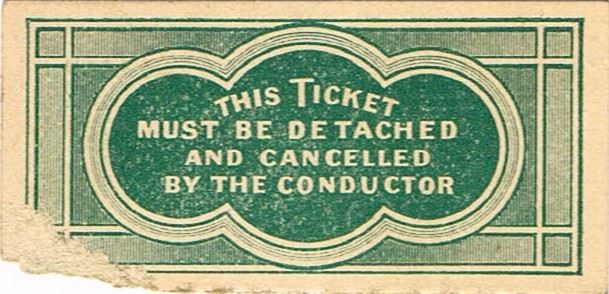 THIS TICKET
MUST BE DETACHED
AND CANCELLED
BY THE CONDUCTOR